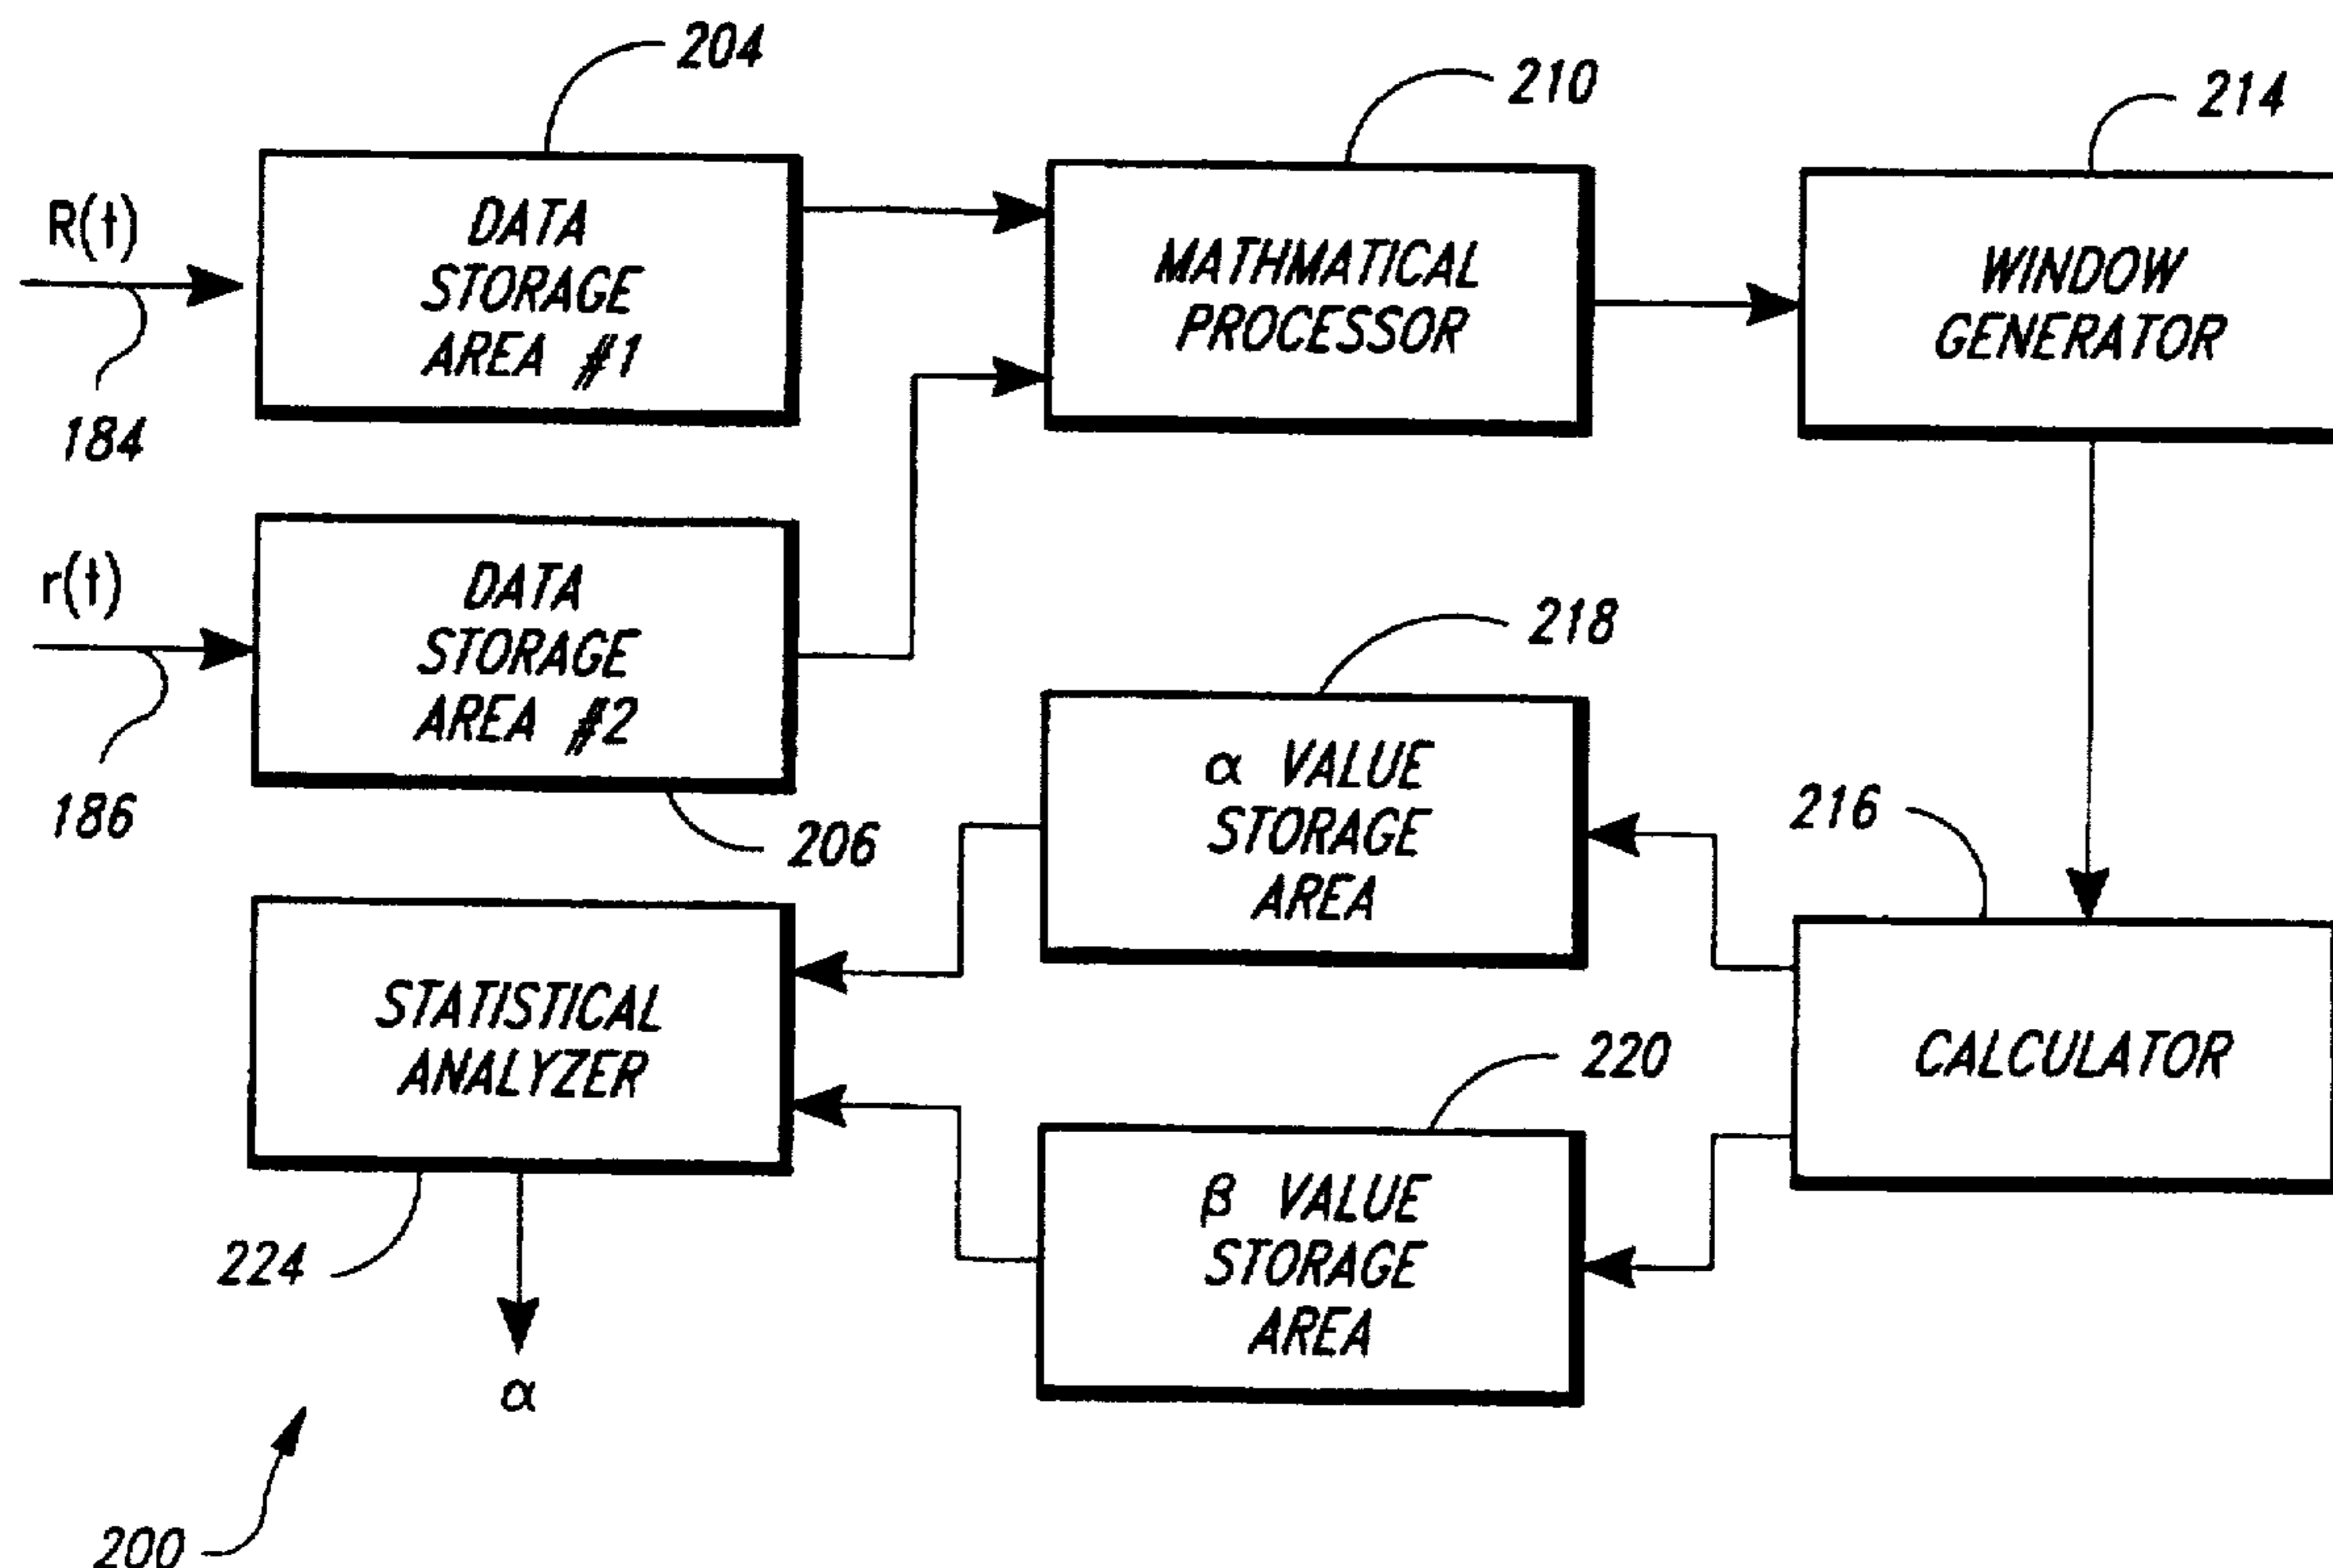 204
210
214
R(t)
DATA
STORAGE
AREA #1
MATHMATICAL
PROCESSOR
WINDOW
GENERATOR
184
r(t)
DATA
STORAGE
AREA #2
186
206
218
α VALUE
STORAGE
AREA
216
STATISTICAL
ANALYZER
CALCULATOR
220
β VALUE
STORAGE
AREA
224
α
200